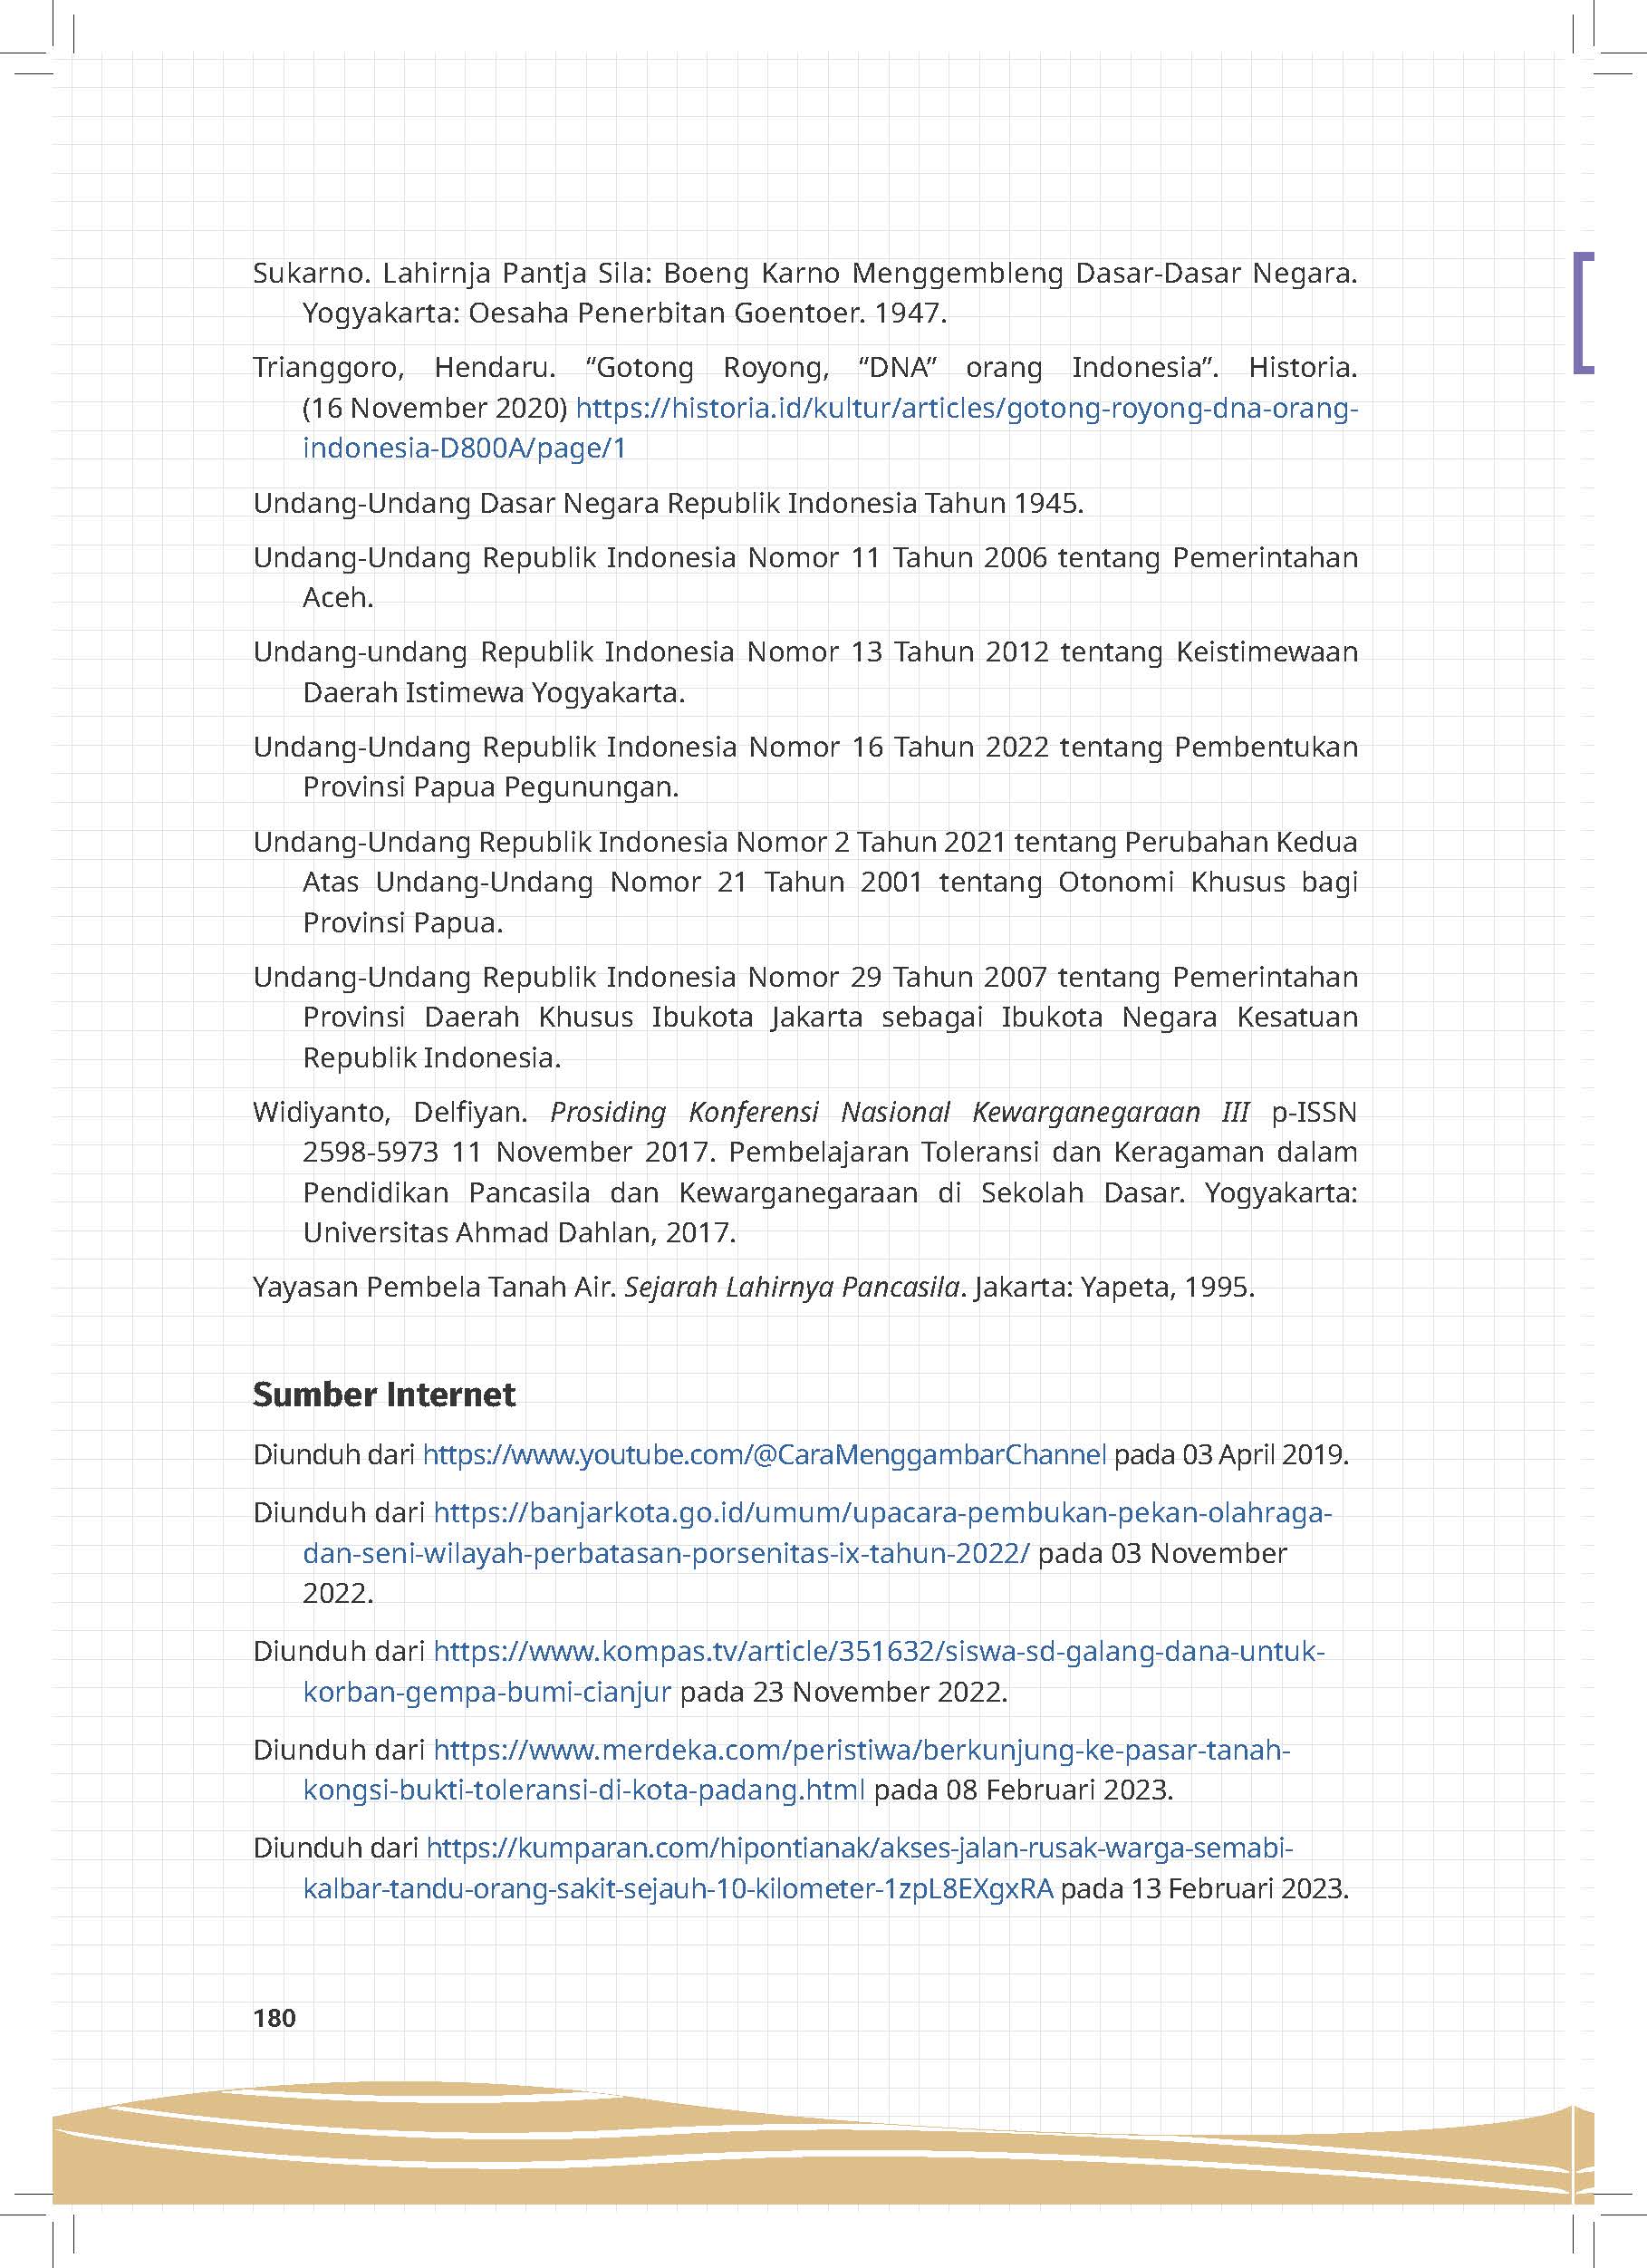 Sukarno. Lahirnja Pantja Sila: Boeng Karno Menggembleng Dasar-Dasar Negara.
Yogyakarta: Oesaha Penerbitan Goentoer. 1947.
Trianggoro, Hendaru. “Gotong Royong, “DNA” orang Indonesia”. Historia.
(16 November 2020) https://historia.id/kultur/articles/gotong-royong-dna-orang-
indonesia-D800A/page/1
Undang-Undang Dasar Negara Republik Indonesia Tahun 1945.
Undang-Undang Republik Indonesia Nomor 11 Tahun 2006 tentang Pemerintahan
Aceh.
Undang-undang Republik Indonesia Nomor 13 Tahun 2012 tentang Keistimewaan
Daerah Istimewa Yogyakarta.
Undang-Undang Republik Indonesia Nomor 16 Tahun 2022 tentang Pembentukan
Provinsi Papua Pegunungan.
Undang-Undang Republik Indonesia Nomor 2 Tahun 2021 tentang Perubahan Kedua
Atas Undang-Undang Nomor 21 Tahun 2001 tentang Otonomi Khusus bagi
Provinsi Papua.
Undang-Undang Republik Indonesia Nomor 29 Tahun 2007 tentang Pemerintahan
Provinsi Daerah Khusus Ibukota Jakarta sebagai Ibukota Negara Kesatuan
Republik Indonesia.
Widiyanto, Delfiyan. Prosiding Konferensi Nasional Kewarganegaraan III p-ISSN
2598-5973 11 November 2017. Pembelajaran Toleransi dan Keragaman dalam
Pendidikan Pancasila dan Kewarganegaraan di Sekolah Dasar. Yogyakarta:
Universitas Ahmad Dahlan, 2017.
Yayasan Pembela Tanah Air. Sejarah Lahirnya Pancasila. Jakarta: Yapeta, 1995.
Sumber Internet
Diunduh dari https://www.youtube.com/@CaraMenggambarChannel pada 03 April 2019.
Diunduh dari https://banjarkota.go.id/umum/upacara-pembukan-pekan-olahraga-
dan-seni-wilayah-perbatasan-porsenitas-ix-tahun-2022/ pada 03 November
2022.
Diunduh dari https://www.kompas.tv/article/351632/siswa-sd-galang-dana-untuk-
korban-gempa-bumi-cianjur pada 23 November 2022.
Diunduh dari https://www.merdeka.com/peristiwa/berkunjung-ke-pasar-tanah-
kongsi-bukti-toleransi-di-kota-padang.html pada 08 Februari 2023.
Diunduh dari https://kumparan.com/hipontianak/akses-jalan-rusak-warga-semabi-
kalbar-tandu-orang-sakit-sejauh-10-kilometer-1zpL8EXgxRA pada 13 Februari 2023.
180